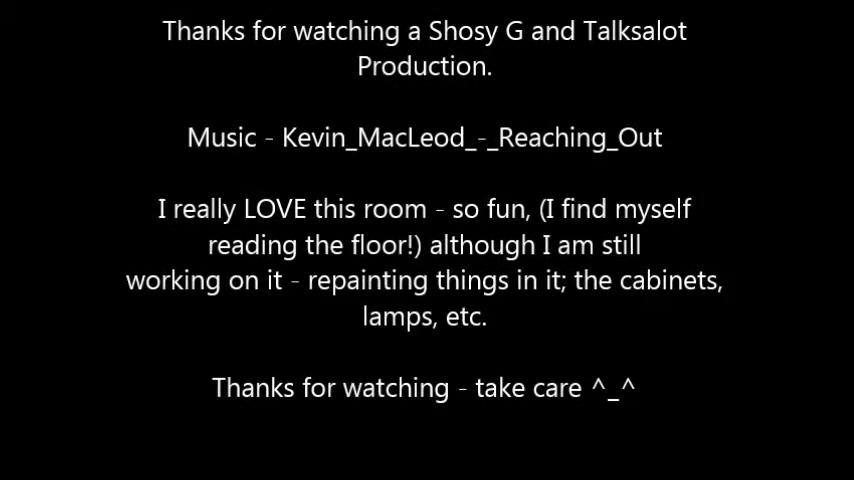 Thanks for watching a Shosy G and Talksalot
Production.
Music - Kevin_MacLeod_-_Reaching_Out
I really LOVE this room - so fun, (I find myself
reading the floor!) although I am still
working on it - repainting things in it; the cabinets,
lamps, etc.
Thanks for watching - take care ^_^